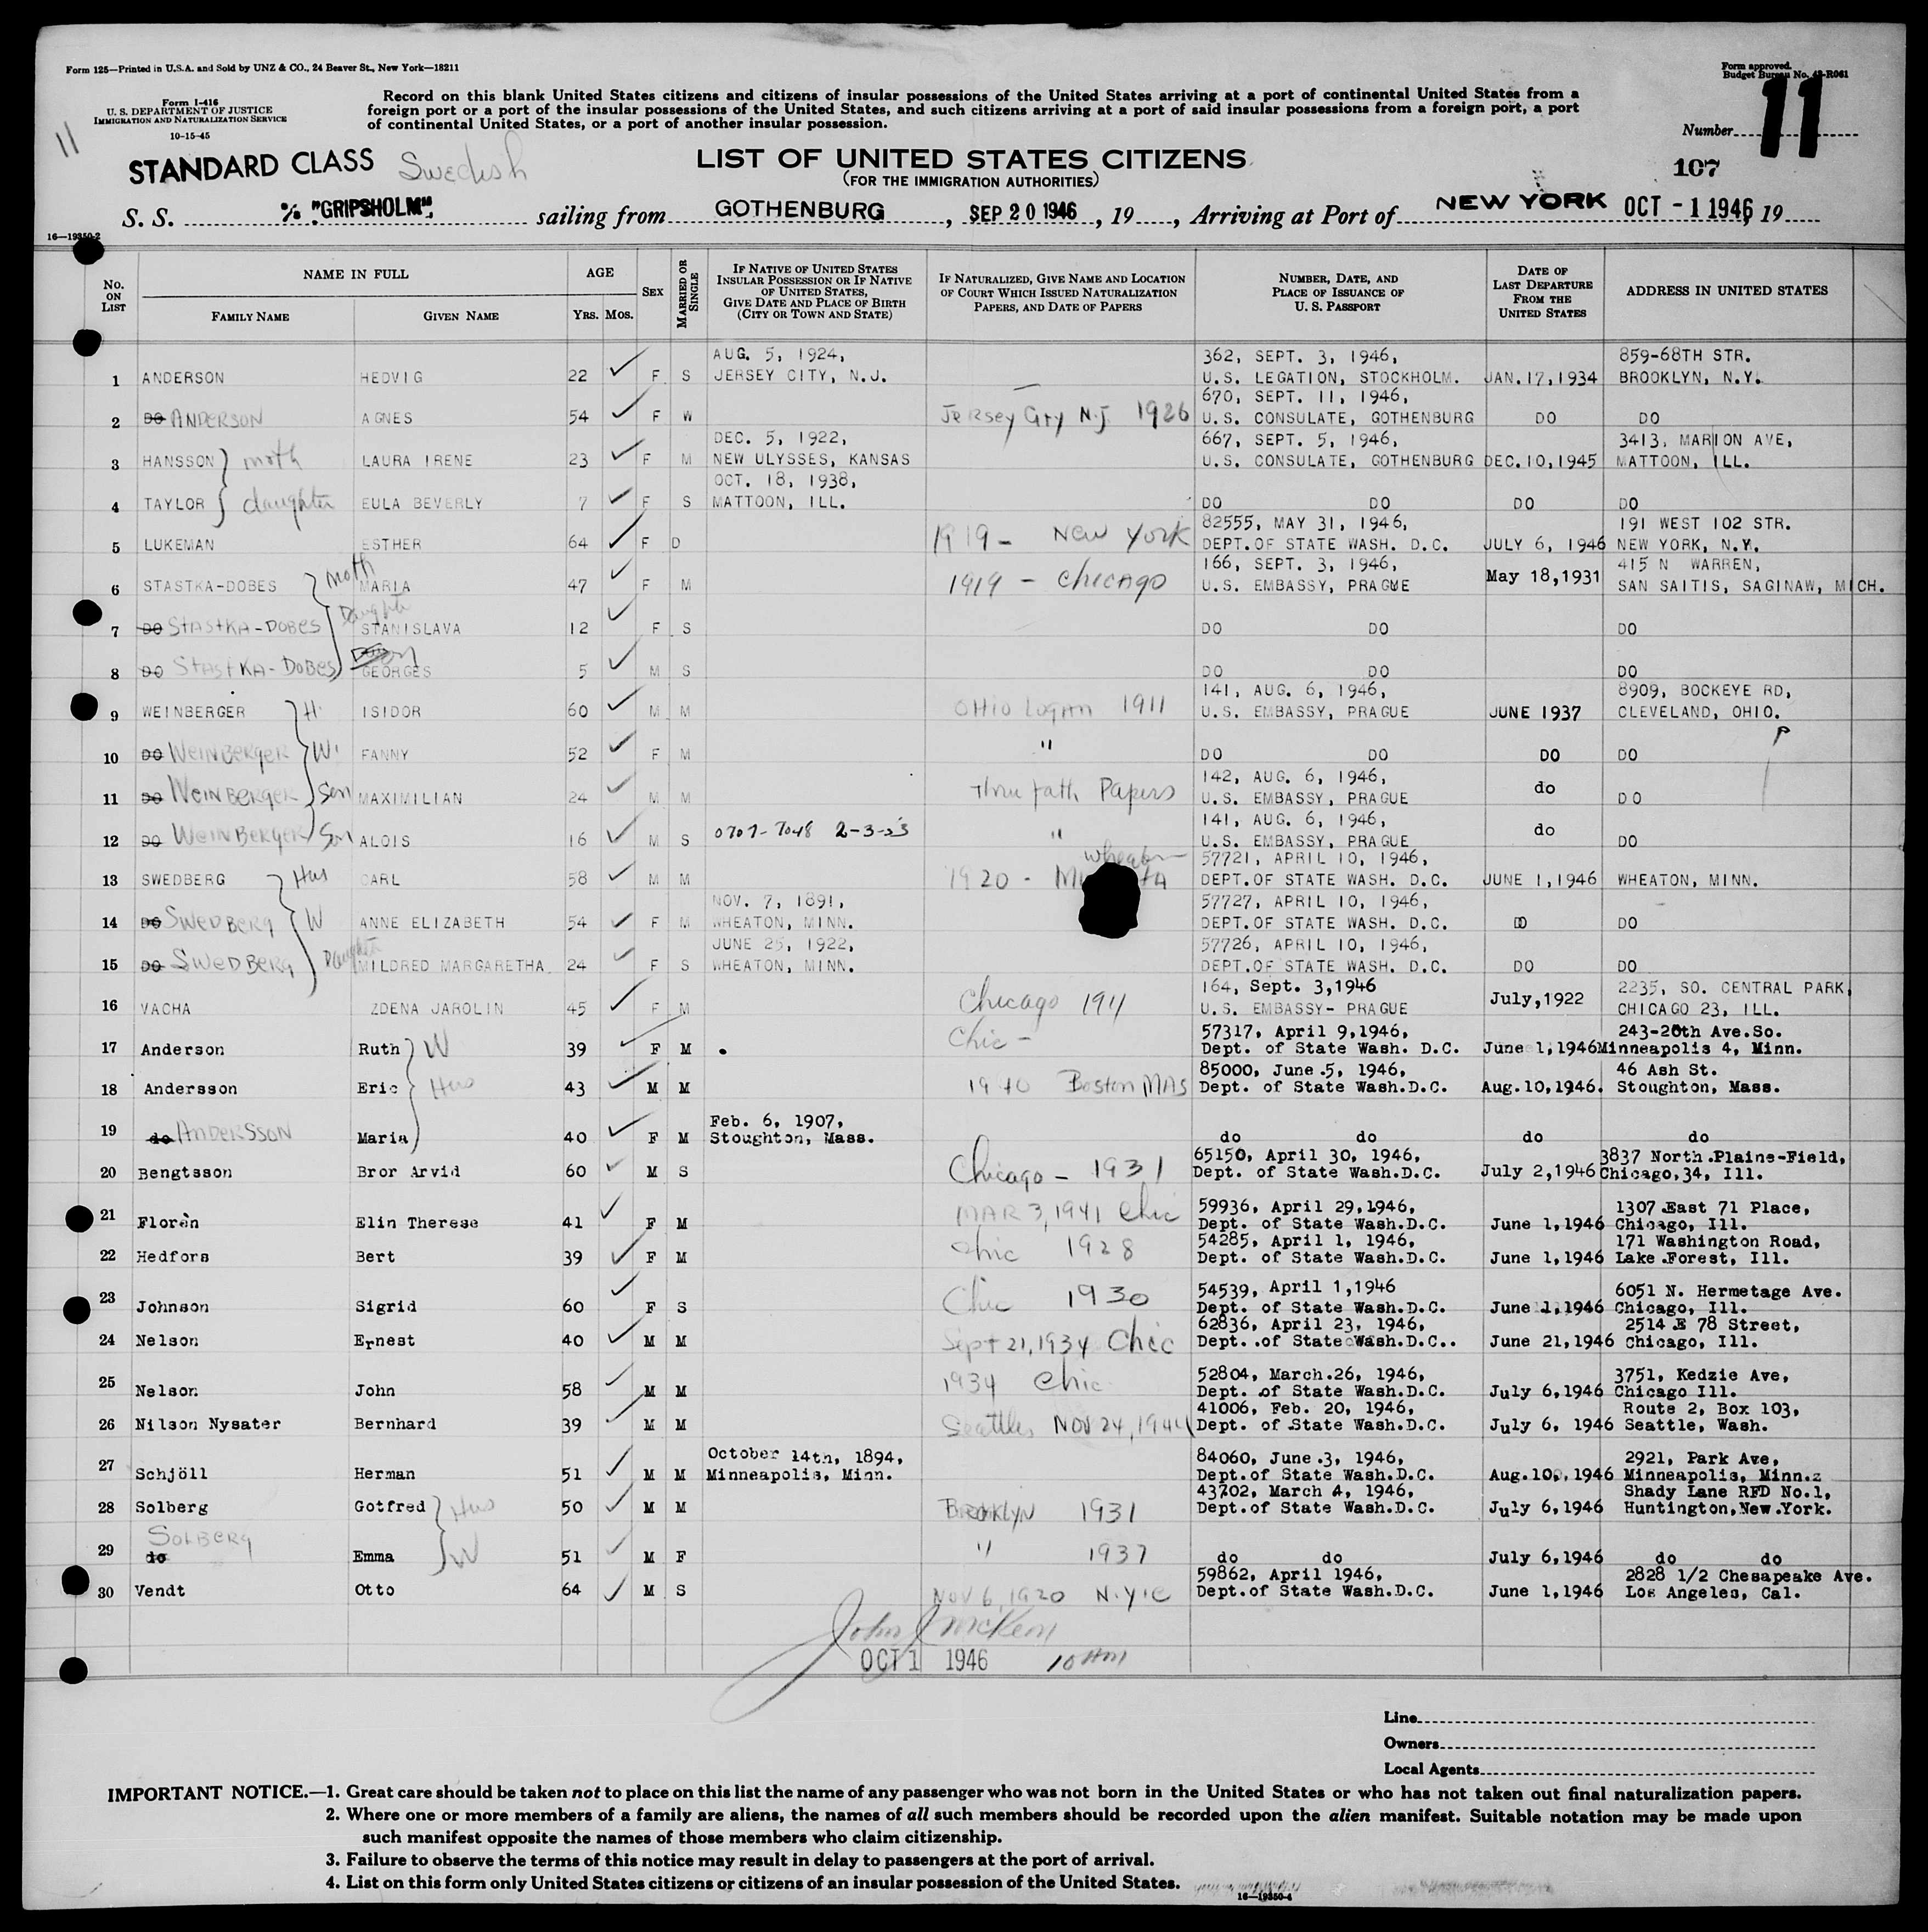 Form 125—Printed in U.S.A. and Sold by UNZ & CO., 24 Beaver St., New York—18211
Form approved.
Budget Bureau No. 43-R061
Form I-416
U. S. DEPARTMENT OF JUSTICE
IMMIGRATION AND NATURALIZATION SERVICE
10-15-45
11
Record on this blank United States citizens and citizens of insular possessions of the United States arriving at a port of continental United States from a
foreign port or a port of the insular possessions of the United States, and such citizens arriving at a port of said insular possessions from a foreign port, a port
of continental United States, or a port of another insular possession.
Number 11
107
STANDARD CLASS Swedish
LIST OF UNITED STATES CITIZENS
(FOR THE IMMIGRATION AUTHORITIES)
S. S. "GRIPSHOLM" sailing from GOTHENBURG, SEP 20 1946, 19, Arriving at Port of NEW YORK OCT -1 1946, 19
16—19350-2
No. ON LIST
NAME IN FULL
FAMILY NAME
GIVEN NAME
AGE
YRS. MOS.
SEX
MARRIED OR SINGLE
IF NATIVE OF UNITED STATES INSULAR POSSESSION OR IF NATIVE OF UNITED STATES, GIVE DATE AND PLACE OF BIRTH (CITY OR TOWN AND STATE)
IF NATURALIZED, GIVE NAME AND LOCATION OF COURT WHICH ISSUED NATURALIZATION PAPERS, AND DATE OF PAPERS
NUMBER, DATE, AND PLACE OF ISSUANCE OF U. S. PASSPORT
DATE OF LAST DEPARTURE FROM THE UNITED STATES
ADDRESS IN UNITED STATES
1 ANDERSON HEDVIG 22 F S AUG. 5, 1924, JERSEY CITY, N.J. 362, SEPT. 3, 1946, U.S. LEGATION, STOCKHOLM. JAN.17,1934 859-68TH STR. BROOKLYN, N.Y.
2 DO ANDERSON AGNES 54 F W Jersey City N.J. 1926 670, SEPT. 11, 1946, U.S. CONSULATE, GOTHENBURG DO DO
3 HANSSON moth LAURA IRENE 23 F M DEC. 5, 1922, NEW ULYSSES, KANSAS 667, SEPT. 5, 1946, U.S. CONSULATE, GOTHENBURG DEC.10,1945 3413, MARION AVE, MATTOON, ILL.
4 TAYLOR daughter EULA BEVERLY 7 F S OCT. 18, 1938, MATTOON, ILL. DO DO DO DO
5 LUKEMAN ESTHER 64 F D 1919 - New York 82555, MAY 31, 1946, DEPT.OF STATE WASH. D.C. JULY 6, 1946 191 WEST 102 STR. NEW YORK, N.Y.
6 STASTKA-DOBES moth MARIA 47 F M 1919 - Chicago 166, SEPT. 3, 1946, U.S. EMBASSY, PRAGUE May 18,1931 415 N WARREN, SAN SAITIS, SAGINAW, MICH.
7 DO STASTKA-DOBES Daughter STANISLAVA 12 F S DO DO DO
8 DO STASTKA-DOBES Son GEORGES 5 M S DO DO DO
9 WEINBERGER H. ISIDOR 60 M M OHIO Logan 1911 141, AUG. 6, 1946, U.S. EMBASSY, PRAGUE JUNE 1937 8909, BOCKEYE RD, CLEVELAND, OHIO.
10 DO WEINBERGER W. FANNY 52 F M " DO DO DO DO
11 DO WEINBERGER Son MAXIMILIAN 24 M M Thru fath Papers 142, AUG. 6, 1946, U.S. EMBASSY, PRAGUE do DO
12 DO WEINBERGER Son ALOIS 16 M S 0707-7048 2-3-53 " 141, AUG. 6, 1946, U.S. EMBASSY, PRAGUE do DO
13 SWEDBERG Hus CARL 58 M M 1920 - Wheaton 57721, APRIL 10, 1946, DEPT.OF STATE WASH. D.C. JUNE 1,1946 WHEATON, MINN.
14 DO SWEDBERG W ANNE ELIZABETH 54 F M NOV. 7, 1891, WHEATON, MINN. 57727, APRIL 10, 1946, DEPT.OF STATE WASH. D.C. DO DO
15 DO SWEDBERG Daughter MILDRED MARGARETHA 24 F S JUNE 25, 1922, WHEATON, MINN. 57726, APRIL 10, 1946, DEPT.OF STATE WASH. D.C. DO DO
16 VACHA ZDENA JAROLIN 45 F M Chicago 1911 164, Sept. 3,1946 U.S. EMBASSY- PRAGUE July,1922 2235, SO. CENTRAL PARK, CHICAGO 23, ILL.
17 Anderson Ruth W 39 F M Chic - 57317, April 9,1946, Dept. of State Wash. D.C. June 1,1946 243-20th Ave.So. Minneapolis 4, Minn.
18 Andersson Eric Hus 43 M M 1940 Boston MAS 85000, June.5, 1946, Dept. of State Wash.D.C. Aug.10,1946. 46 Ash St. Stoughton, Mass.
19 do ANDERSSON Maria 40 F M Feb. 6, 1907, Stoughton, Mass. do do do do
20 Bengtsson Bror Arvid 60 M S Chicago - 1931 65150, April 30, 1946, Dept. of State Wash.D.C. July 2,1946 3837 North.Plains-Field, Chicago,34, Ill.
21 Florèn Elin Therese 41 F M MAR 3, 1941 Chic 59936, April 29,1946, Dept. of State Wash.D.C. June 1,1946 1307 East 71 Place, Chicago, Ill.
22 Hedfors Bert 39 F M Chic 1928 54285, April 1, 1946, Dept. of State Wash.D.C. June 1,1946 171 Washington Road, Lake Forest, Ill.
23 Johnson Sigrid 60 F S Chic 1930 54539, April 1,1946 Dept. of State Wash.D.C. June 1,1946 6051 N. Hermetage Ave. Chicago, Ill.
24 Nelson Ernest 40 M M Sept 21, 1934 Chic 62836, April 23, 1946, Dept. of State Wash.D.C.. June 21,1946 2514 E 78 Street, Chicago, Ill.
25 Nelson John 58 M M 1934 Chic. 52804, March.26, 1946, Dept. of State Wash.D.C. July 6,1946 3751, Kedzie Ave, Chicago Ill.
26 Nilson Nysater Bernhard 39 M M Seattle NOV 24, 1944 41006, Feb. 20, 1946, Dept. of State Wash.D.C. July 6, 1946 Route 2, Box 103, Seattle, Wash.
27 Schjöll Herman 51 M M October 14th, 1894, Minneapolis, Minn. 84060, June.3, 1946, Dept.of State Wash.D.C. Aug.10,,1946 2921, Park Ave, Minneapolis, Minn.
28 Solberg Gotfred Hus 50 M M BROOKLYN 1931 43702, March 4, 1946, Dept.of State Wash.D.C. July 6,1946 Shady Lane RFD No.1, Huntington,New.York.
29 do SOLBERG Emma W 51 M F " 1937 do do July 6,1946 do do
30 Vendt Otto 64 M S NOV 6, 1920 N.Y.C 59862, April 1946, Dept.of State Wash.D.C. June 1,1946 2828 1/2 Chesapeake Ave. Los Angeles, Cal.
OCT 1 1946 10 AM
Line
Owners
Local Agents
IMPORTANT NOTICE.—1. Great care should be taken not to place on this list the name of any passenger who was not born in the United States or who has not taken out final naturalization papers.
2. Where one or more members of a family are aliens, the names of all such members should be recorded upon the alien manifest. Suitable notation may be made upon
such manifest opposite the names of those members who claim citizenship.
3. Failure to observe the terms of this notice may result in delay to passengers at the port of arrival.
4. List on this form only United States citizens or citizens of an insular possession of the United States.
16—19350-4